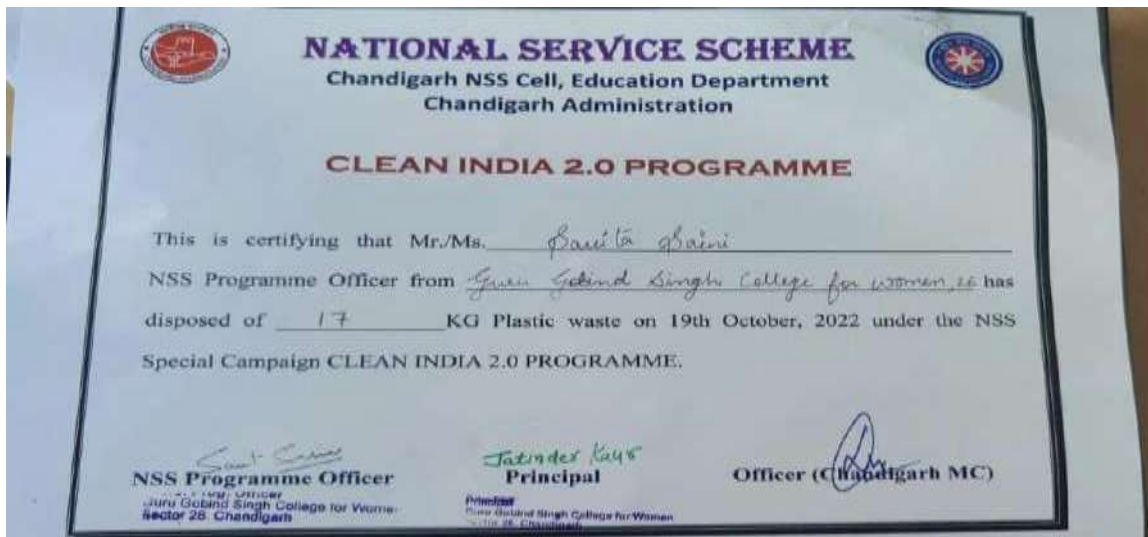 NATIONAL SERVICE SCHEME
Chandigarh NSS Cell, Education Department
Chandigarh Administration
CLEAN INDIA 2.0 PROGRAMME
This is certifying that Mr./Ms. Savita Saini
NSS Programme Officer from Guru Gobind Singh College for women, 26 has
disposed of 17 KG Plastic waste on 19th October, 2022 under the NSS
Special Campaign CLEAN INDIA 2.0 PROGRAMME.
Jatinder Kaur
NSS Programme Officer Principal Officer (Chandigarh MC)
Officer Principal
Guru Gobind Singh College for Women Guru Gobind Singh College for Women
Sector 26, Chandigarh